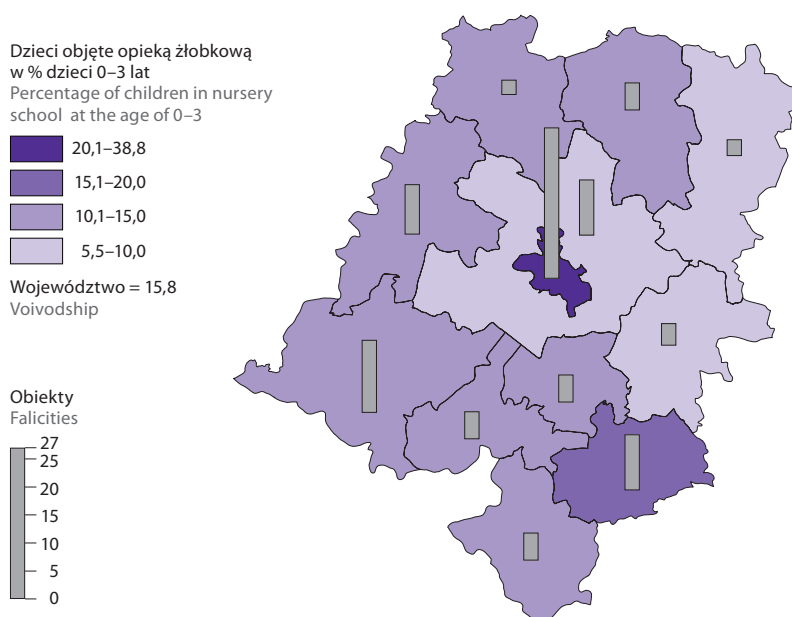 Dzieci objęte opieką żłobkową
w % dzieci 0–3 lat
Percentage of children in nursery
school at the age of 0–3
20,1–38,8
15,1–20,0
10,1–15,0
5,5–10,0
Województwo = 15,8
Voivodship
Obiekty
Falicities
27
25
20
15
10
5
0